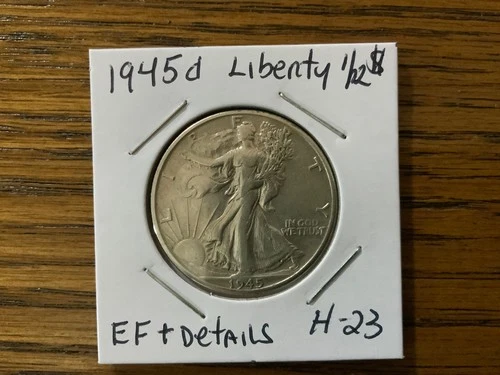 1945d Liberty 1/2 $
LIBERTY
IN GOD
WE TRUST
1945
EF + DetAiLS H-23